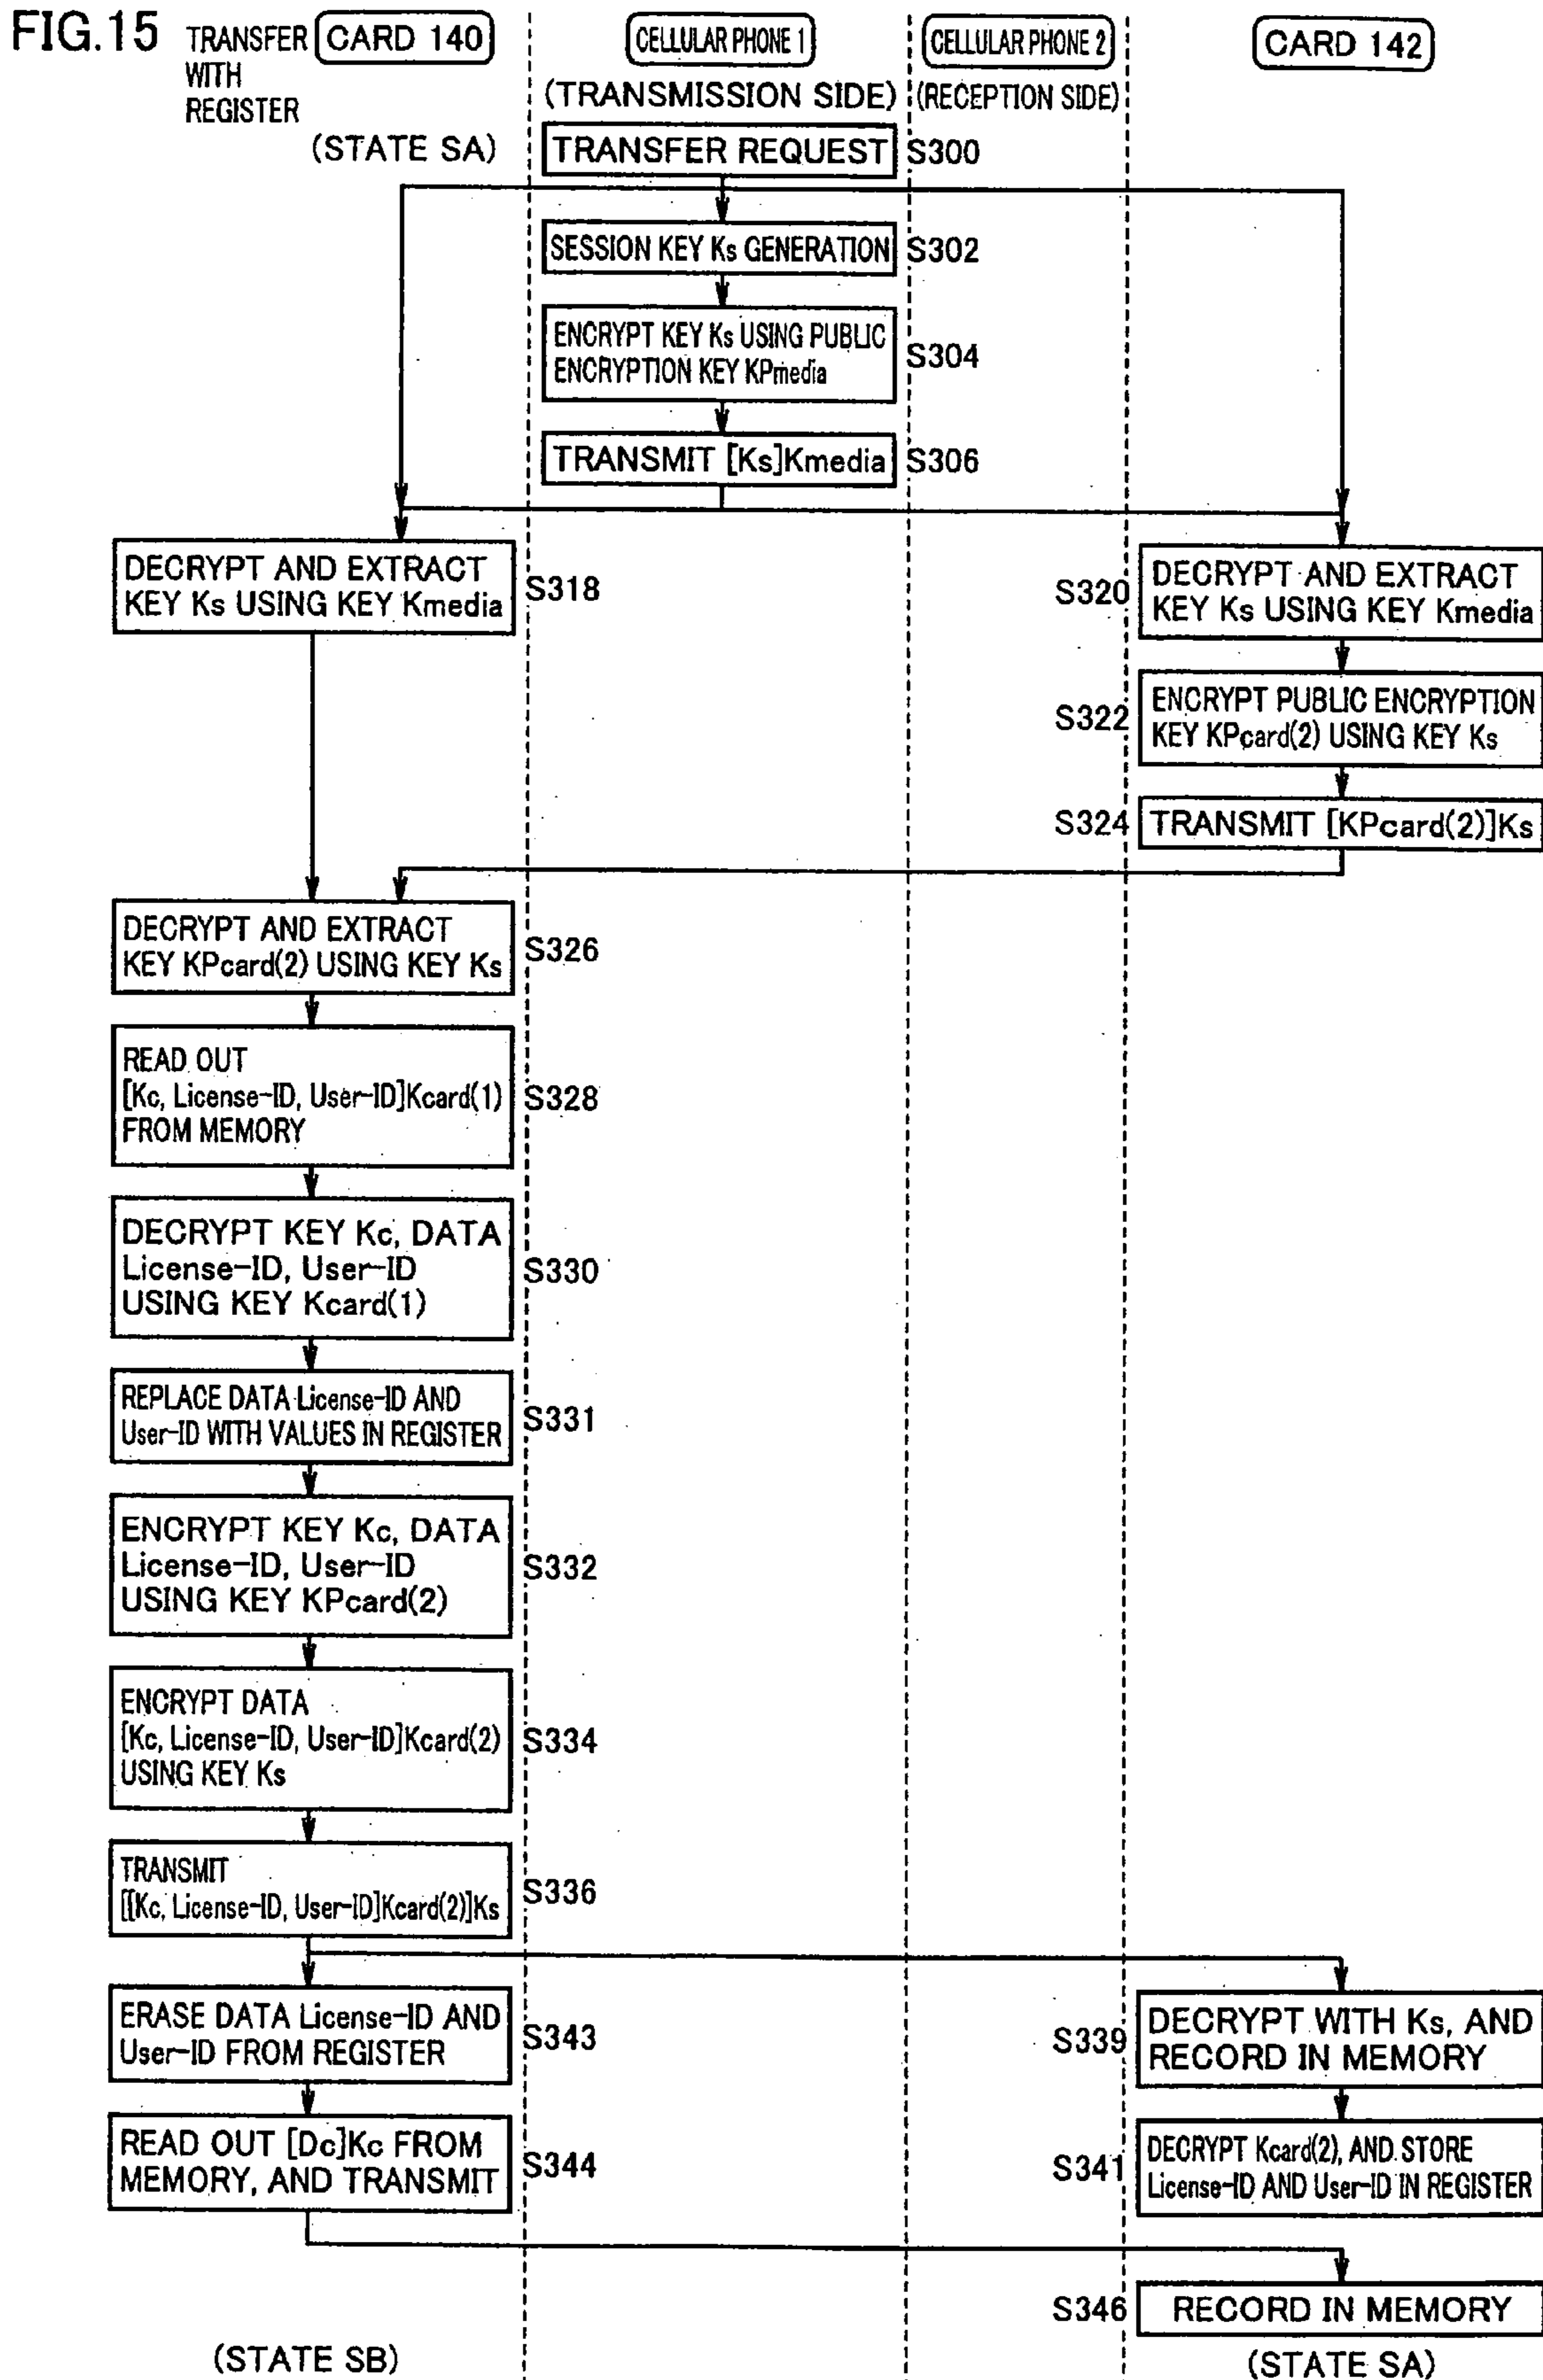 FIG.15
TRANSFER
WITH
REGISTER
CARD 140
CELLULAR PHONE 1
CELLULAR PHONE 2
CARD 142
(TRANSMISSION SIDE)
(RECEPTION SIDE)
(STATE SA)
TRANSFER REQUEST
S300
SESSION KEY Ks GENERATION
S302
ENCRYPT KEY Ks USING PUBLIC
ENCRYPTION KEY KPmedia
S304
TRANSMIT [Ks]Kmedia
S306
DECRYPT AND EXTRACT
KEY Ks USING KEY Kmedia
S318
S320
DECRYPT AND EXTRACT
KEY Ks USING KEY Kmedia
S322
ENCRYPT PUBLIC ENCRYPTION
KEY KPcard(2) USING KEY Ks
S324
TRANSMIT [KPcard(2)]Ks
DECRYPT AND EXTRACT
KEY KPcard(2) USING KEY Ks
S326
READ OUT
[Kc, License-ID, User-ID]Kcard(1)
FROM MEMORY
S328
DECRYPT KEY Kc, DATA
License-ID, User-ID
USING KEY Kcard(1)
S330
REPLACE DATA License-ID AND
User-ID WITH VALUES IN REGISTER
S331
ENCRYPT KEY Kc, DATA
License-ID, User-ID
USING KEY KPcard(2)
S332
ENCRYPT DATA
[Kc, License-ID, User-ID]Kcard(2)
USING KEY Ks
S334
TRANSMIT
[[Kc, License-ID, User-ID]Kcard(2)]Ks
S336
ERASE DATA License-ID AND
User-ID FROM REGISTER
S343
S339
DECRYPT WITH Ks, AND
RECORD IN MEMORY
READ OUT [Dc]Kc FROM
MEMORY, AND TRANSMIT
S344
S341
DECRYPT Kcard(2), AND STORE
License-ID AND User-ID IN REGISTER
S346
RECORD IN MEMORY
(STATE SB)
(STATE SA)